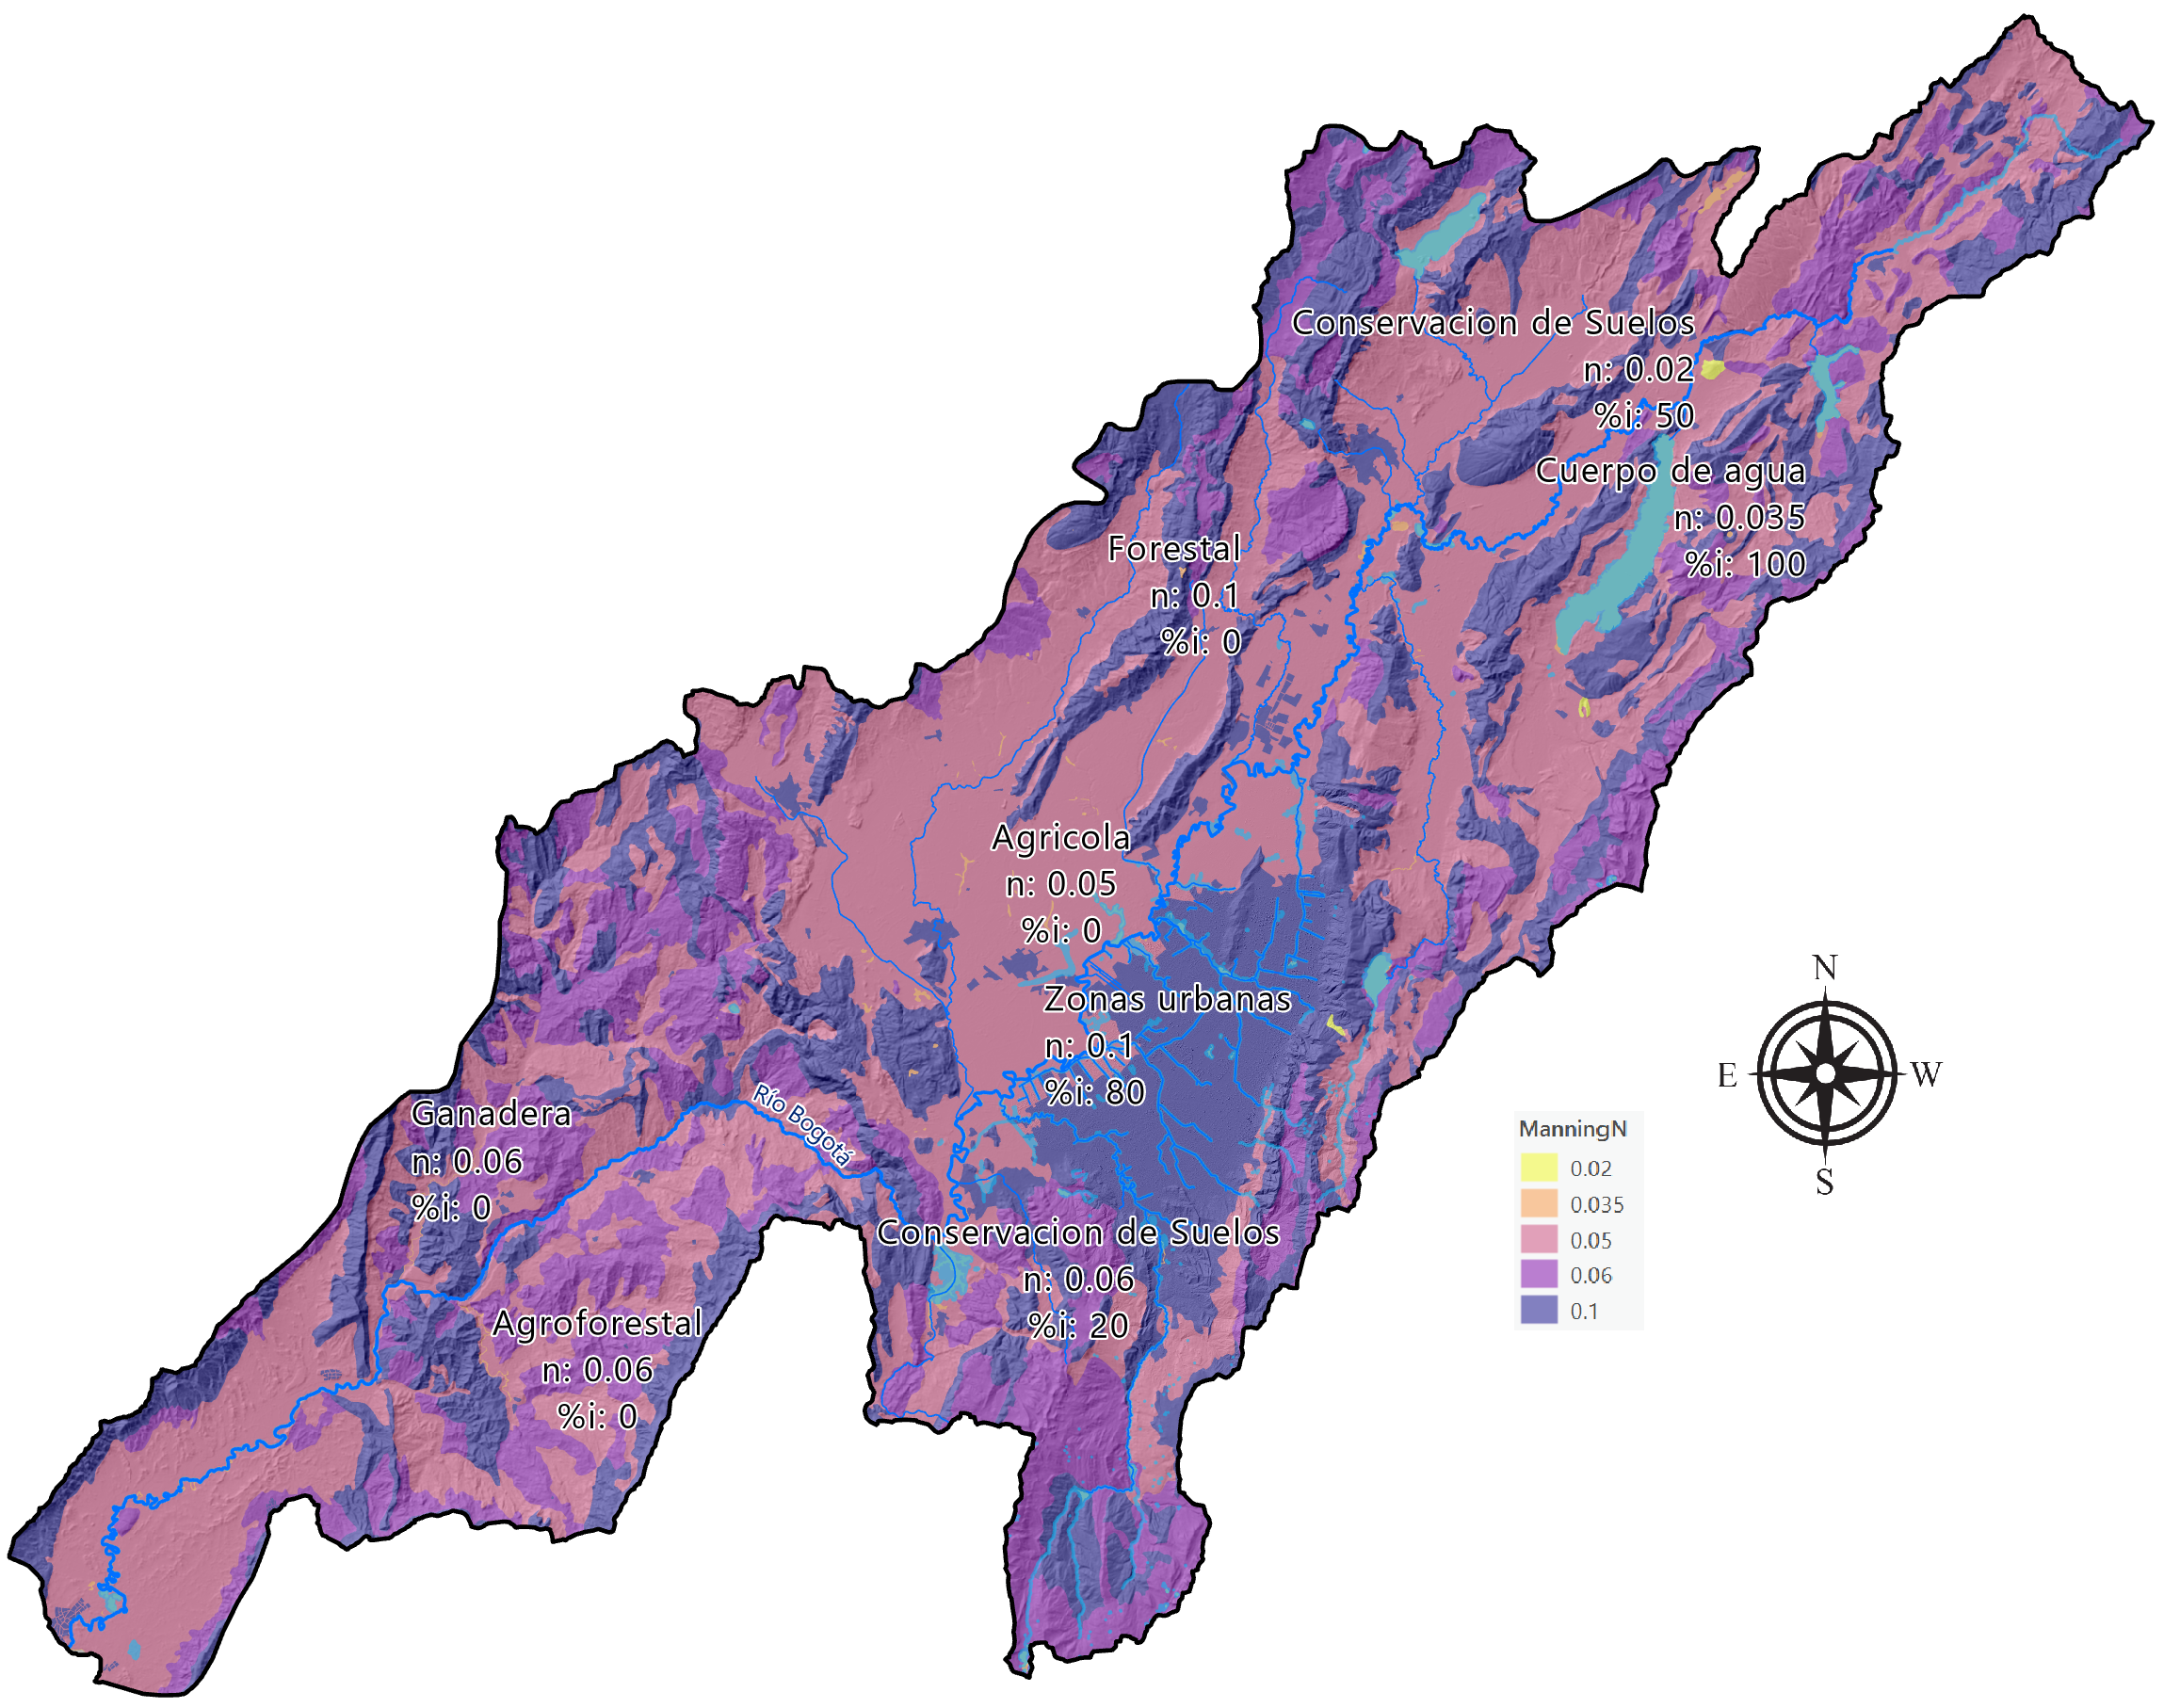 Conservacion de Suelos
n: 0.02
%i: 50
Cuerpo de agua
n: 0.035
%i: 100
Forestal
n: 0.1
%i: 0
Agricola
n: 0.05
%i: 0
Zonas urbanas
n: 0.1
%i: 80
Río Bogotá
Ganadera
n: 0.06
%i: 0
Conservacion de Suelos
n: 0.06
%i: 20
Agroforestal
n: 0.06
%i: 0
N
E W
S
ManningN
0.02
0.035
0.05
0.06
0.1